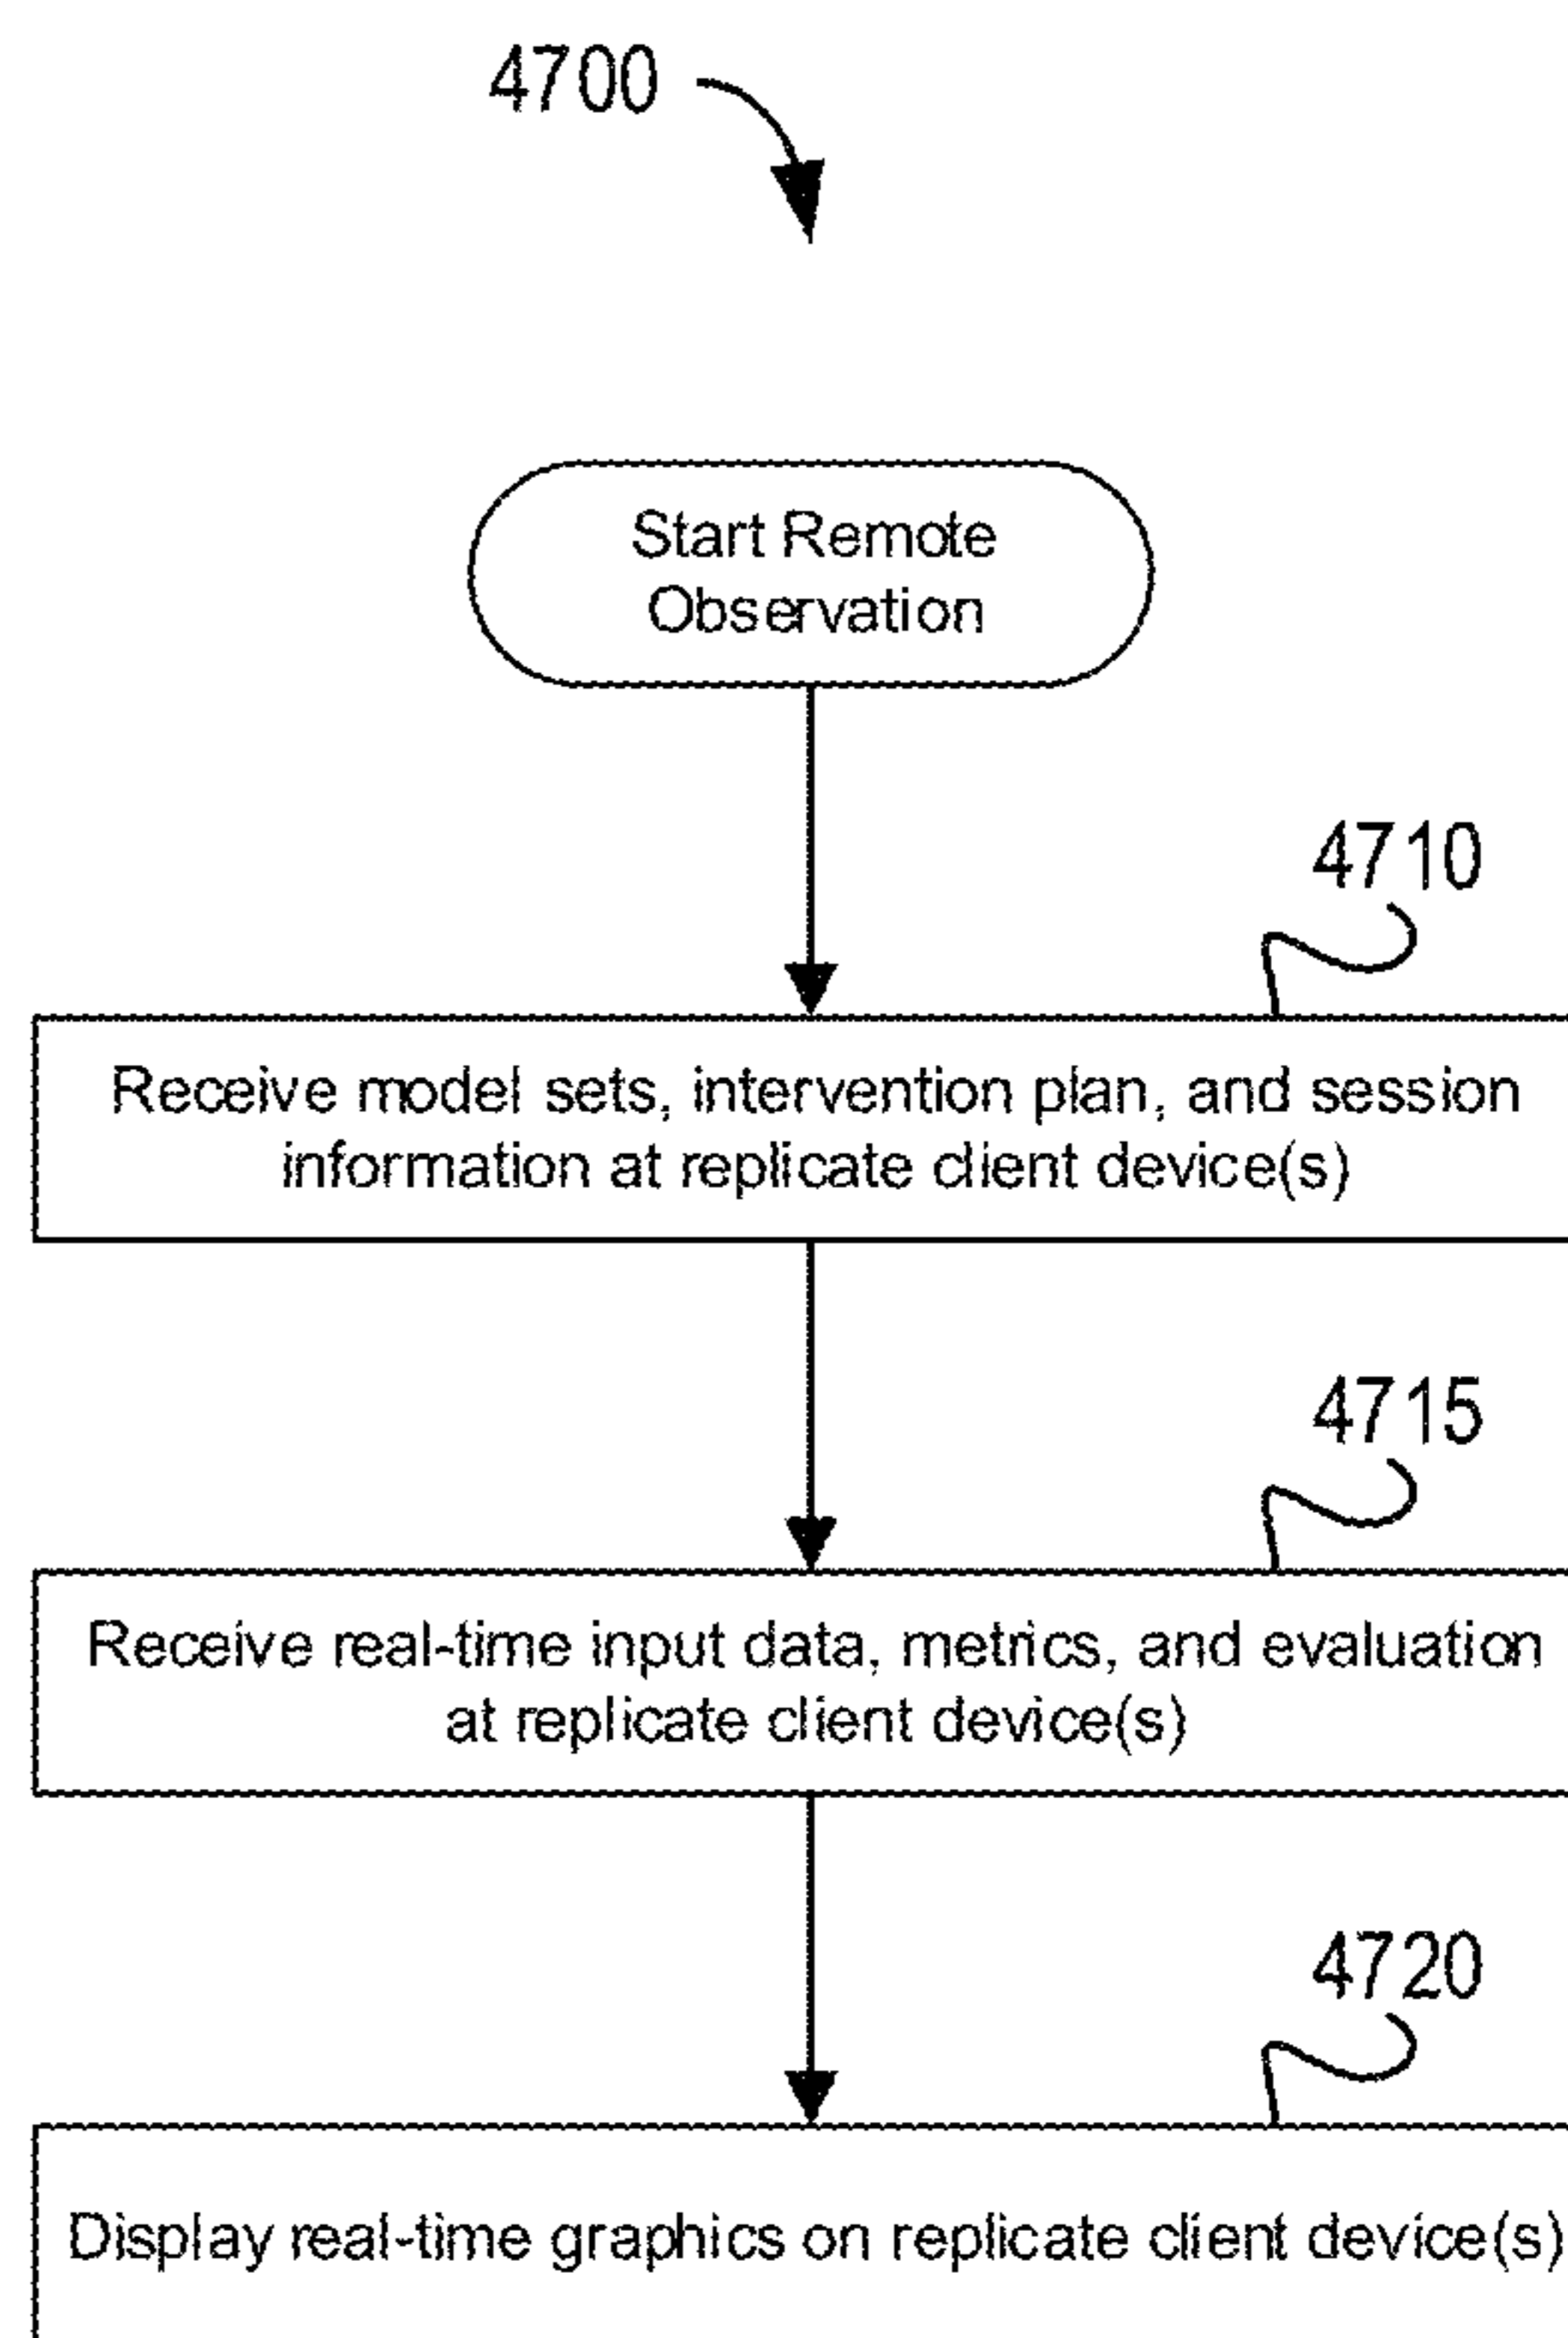 4700
Start Remote
Observation
4710
Receive model sets, intervention plan, and session
information at replicate client device(s)
4715
Receive real-time input data, metrics, and evaluation
at replicate client device(s)
4720
Display real-time graphics on replicate client device(s)